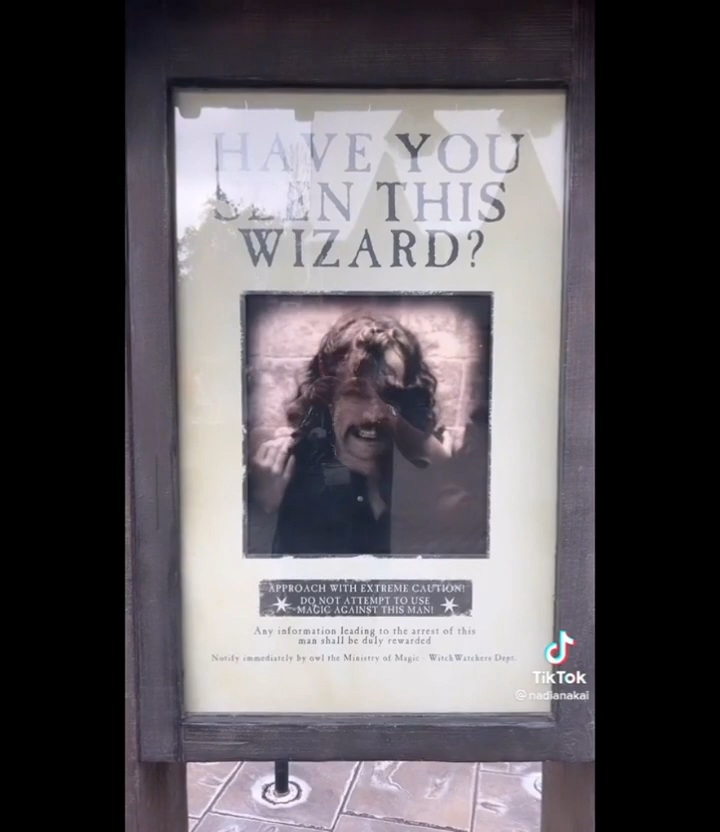 HAVE YOU
SEEN THIS
WIZARD?
APPROACH WITH EXTREME CAUTION!
DO NOT ATTEMPT TO USE
MAGIC AGAINST THIS MAN!
Any information leading to the arrest of this
man shall be duly rewarded
Notify immediately by owl the Ministry of Magic - WitchWatchers Dept.
TikTok
@nadianakai